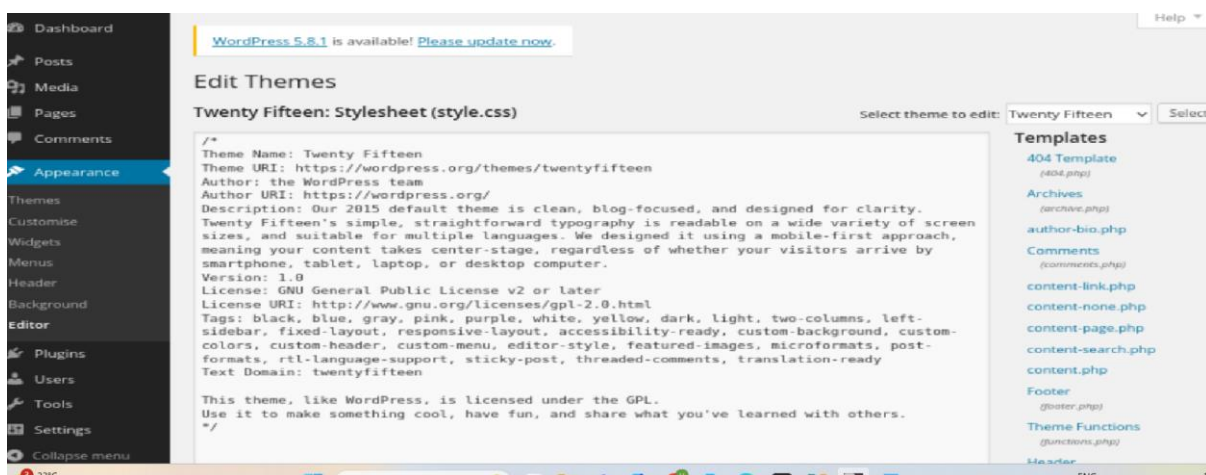 Help
Dashboard
Posts
Media
Pages
Comments
Appearance
Themes
Customise
Widgets
Menus
Header
Background
Editor
Plugins
Users
Tools
Settings
Collapse menu
WordPress 5.8.1 is available! Please update now.
Edit Themes
Twenty Fifteen: Stylesheet (style.css)
Select theme to edit: Twenty Fifteen Select
/*
Theme Name: Twenty Fifteen
Theme URI: https://wordpress.org/themes/twentyfifteen
Author: the WordPress team
Author URI: https://wordpress.org/
Description: Our 2015 default theme is clean, blog-focused, and designed for clarity.
Twenty Fifteen's simple, straightforward typography is readable on a wide variety of screen
sizes, and suitable for multiple languages. We designed it using a mobile-first approach,
meaning your content takes center-stage, regardless of whether your visitors arrive by
smartphone, tablet, laptop, or desktop computer.
Version: 1.0
License: GNU General Public License v2 or later
License URI: http://www.gnu.org/licenses/gpl-2.0.html
Tags: black, blue, gray, pink, purple, white, yellow, dark, light, two-columns, left-
sidebar, fixed-layout, responsive-layout, accessibility-ready, custom-background, custom-
colors, custom-header, custom-menu, editor-style, featured-images, microformats, post-
formats, rtl-language-support, sticky-post, threaded-comments, translation-ready
Text Domain: twentyfifteen
This theme, like WordPress, is licensed under the GPL.
Use it to make something cool, have fun, and share what you've learned with others.
*/
Templates
404 Template
(404.php)
Archives
(archive.php)
author-bio.php
Comments
(comments.php)
content-link.php
content-none.php
content-page.php
content-search.php
content.php
Footer
(footer.php)
Theme Functions
(functions.php)
Header